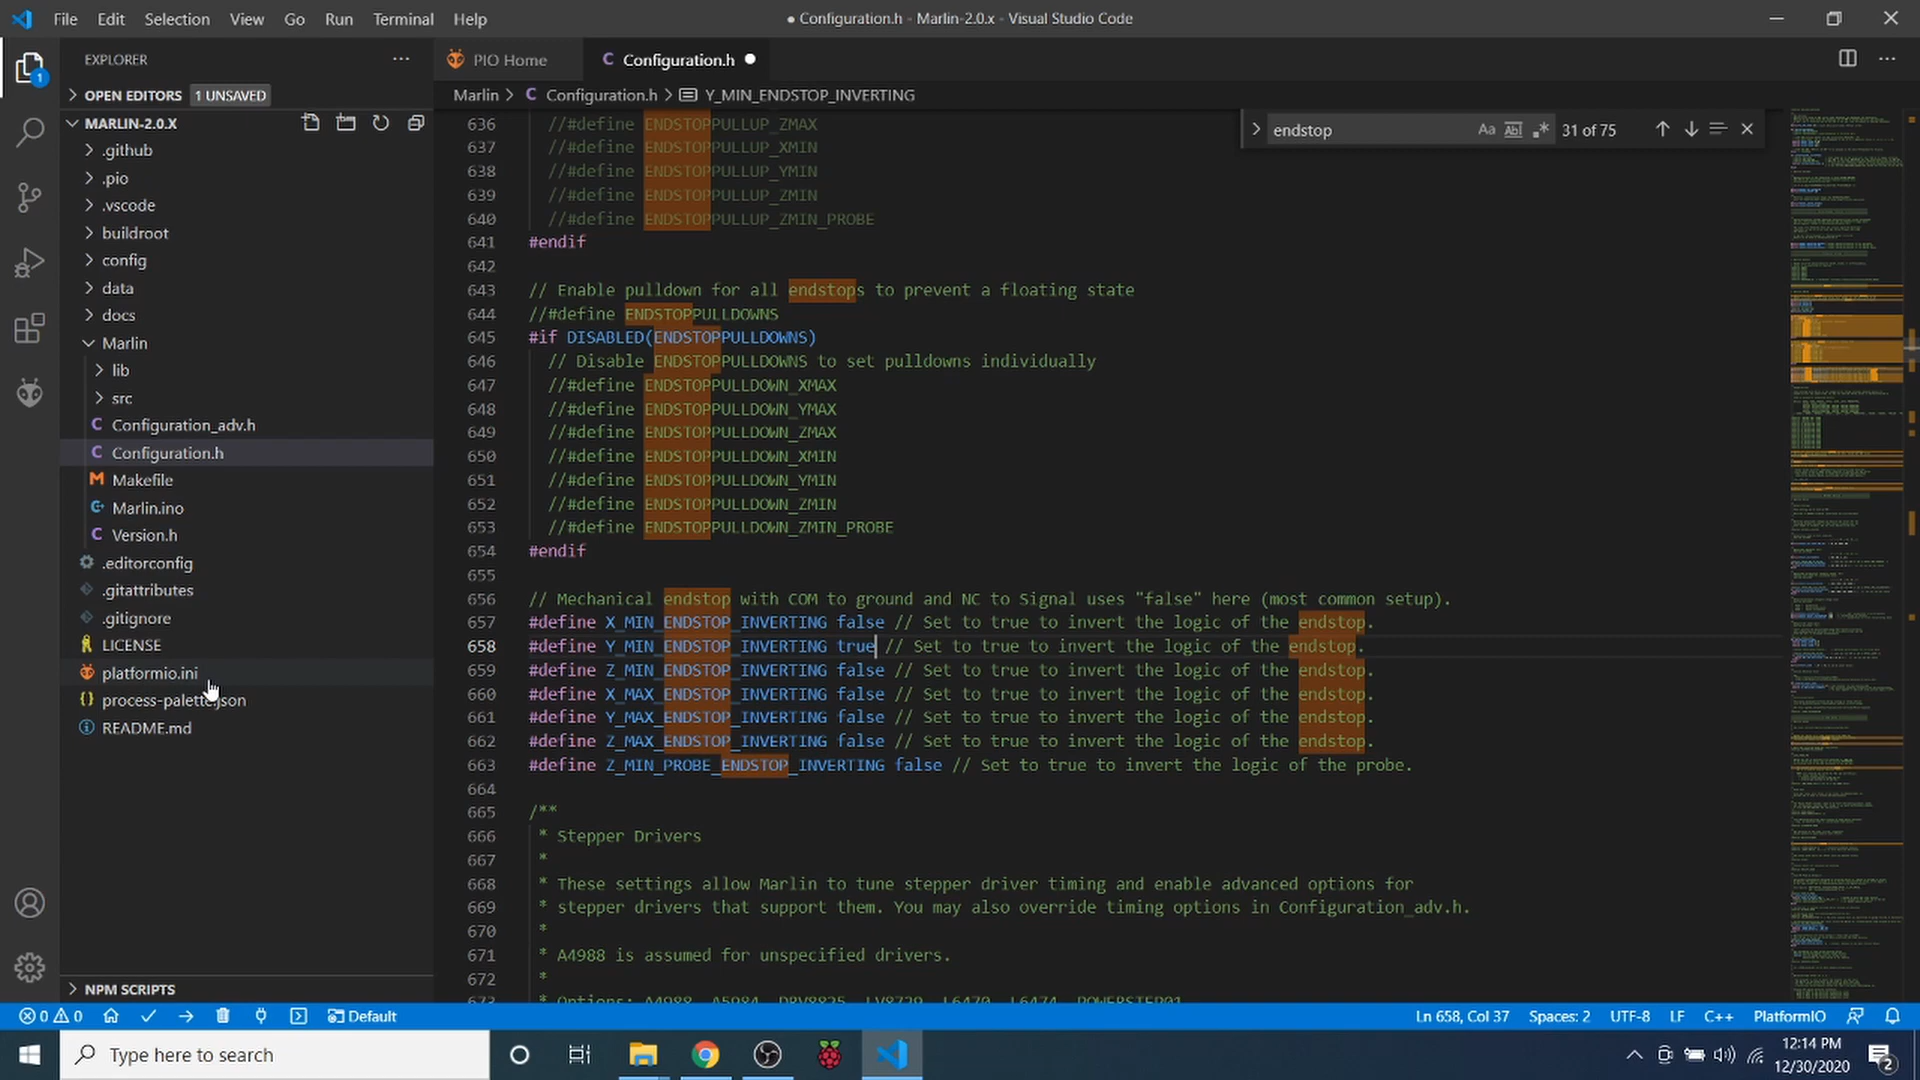 File Edit Selection View Go Run Terminal Help
● Configuration.h - Marlin-2.0.x - Visual Studio Code
EXPLORER
OPEN EDITORS 1 UNSAVED
MARLIN-2.0.X
.github
.pio
.vscode
buildroot
config
data
docs
Marlin
lib
src
Configuration_adv.h
Configuration.h
Makefile
Marlin.ino
Version.h
.editorconfig
.gitattributes
.gitignore
LICENSE
platformio.ini
process-palette.json
README.md
NPM SCRIPTS
PIO Home
Configuration.h
Marlin > Configuration.h > Y_MIN_ENDSTOP_INVERTING
endstop 31 of 75
636 //#define ENDSTOPPULLUP_ZMAX
637 //#define ENDSTOPPULLUP_XMIN
638 //#define ENDSTOPPULLUP_YMIN
639 //#define ENDSTOPPULLUP_ZMIN
640 //#define ENDSTOPPULLUP_ZMIN_PROBE
641 #endif
642
643 // Enable pulldown for all endstops to prevent a floating state
644 //#define ENDSTOPPULLDOWNS
645 #if DISABLED(ENDSTOPPULLDOWNS)
646 // Disable ENDSTOPPULLDOWNS to set pulldowns individually
647 //#define ENDSTOPPULLDOWN_XMAX
648 //#define ENDSTOPPULLDOWN_YMAX
649 //#define ENDSTOPPULLDOWN_ZMAX
650 //#define ENDSTOPPULLDOWN_XMIN
651 //#define ENDSTOPPULLDOWN_YMIN
652 //#define ENDSTOPPULLDOWN_ZMIN
653 //#define ENDSTOPPULLDOWN_ZMIN_PROBE
654 #endif
655
656 // Mechanical endstop with COM to ground and NC to Signal uses "false" here (most common setup).
657 #define X_MIN_ENDSTOP_INVERTING false // Set to true to invert the logic of the endstop.
658 #define Y_MIN_ENDSTOP_INVERTING true // Set to true to invert the logic of the endstop.
659 #define Z_MIN_ENDSTOP_INVERTING false // Set to true to invert the logic of the endstop.
660 #define X_MAX_ENDSTOP_INVERTING false // Set to true to invert the logic of the endstop.
661 #define Y_MAX_ENDSTOP_INVERTING false // Set to true to invert the logic of the endstop.
662 #define Z_MAX_ENDSTOP_INVERTING false // Set to true to invert the logic of the endstop.
663 #define Z_MIN_PROBE_ENDSTOP_INVERTING false // Set to true to invert the logic of the probe.
664
665 /**
666 * Stepper Drivers
667 *
668 * These settings allow Marlin to tune stepper driver timing and enable advanced options for
669 * stepper drivers that support them. You may also override timing options in Configuration_adv.h.
670 *
671 * A4988 is assumed for unspecified drivers.
672 *
673 * Options: A4988, A5984, DRV8825, LV8729, L6470, L6474, POWERSTEP01,
0 0 Default
Ln 658, Col 37 Spaces: 2 UTF-8 LF C++ PlatformIO
Type here to search
12:14 PM
12/30/2020
2